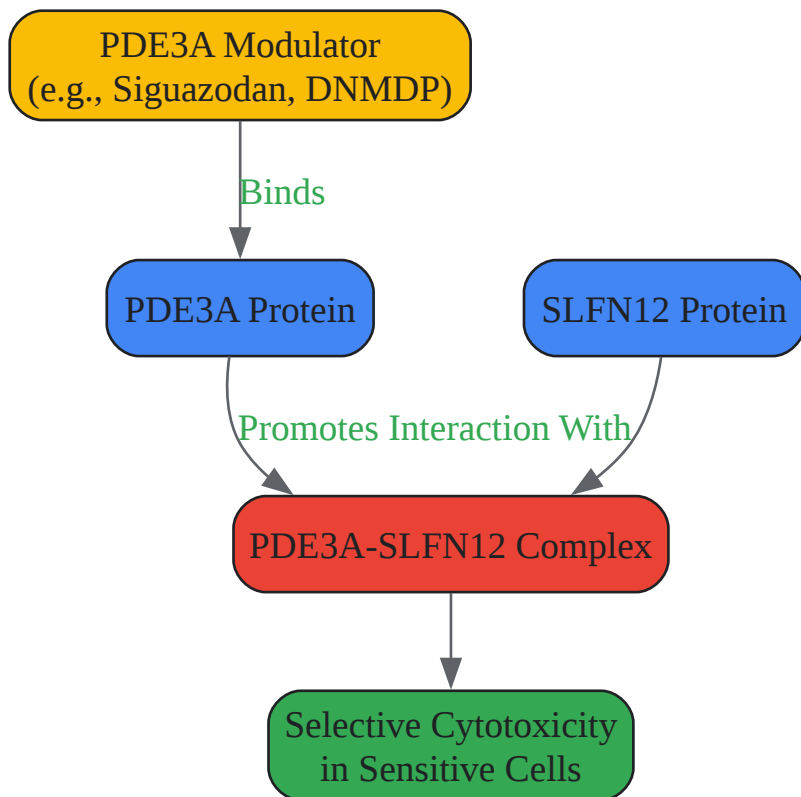 PDE3A Modulator
(e.g., Siguazodan, DNMDP)
Binds
PDE3A Protein
SLFN12 Protein
Promotes Interaction With
PDE3A-SLFN12 Complex
Selective Cytotoxicity
in Sensitive Cells